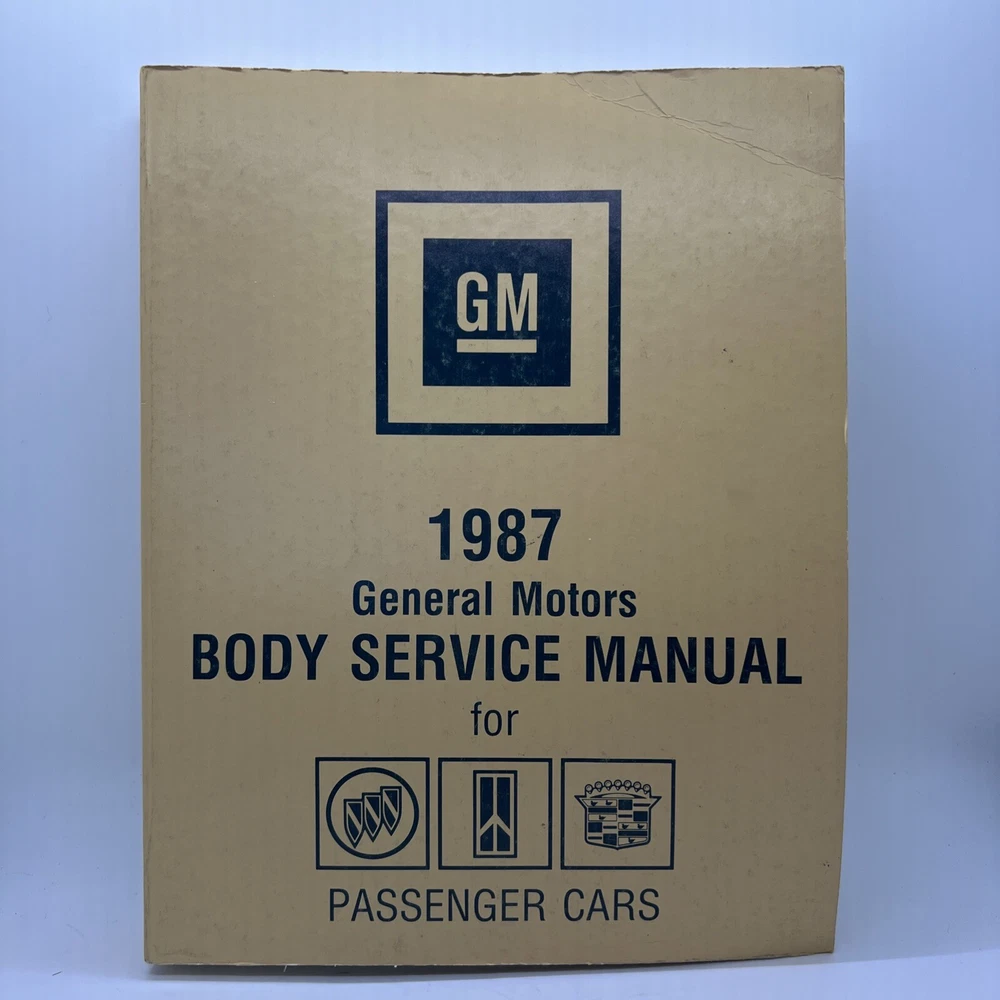 GM
1987
General Motors
BODY SERVICE MANUAL
for
PASSENGER CARS